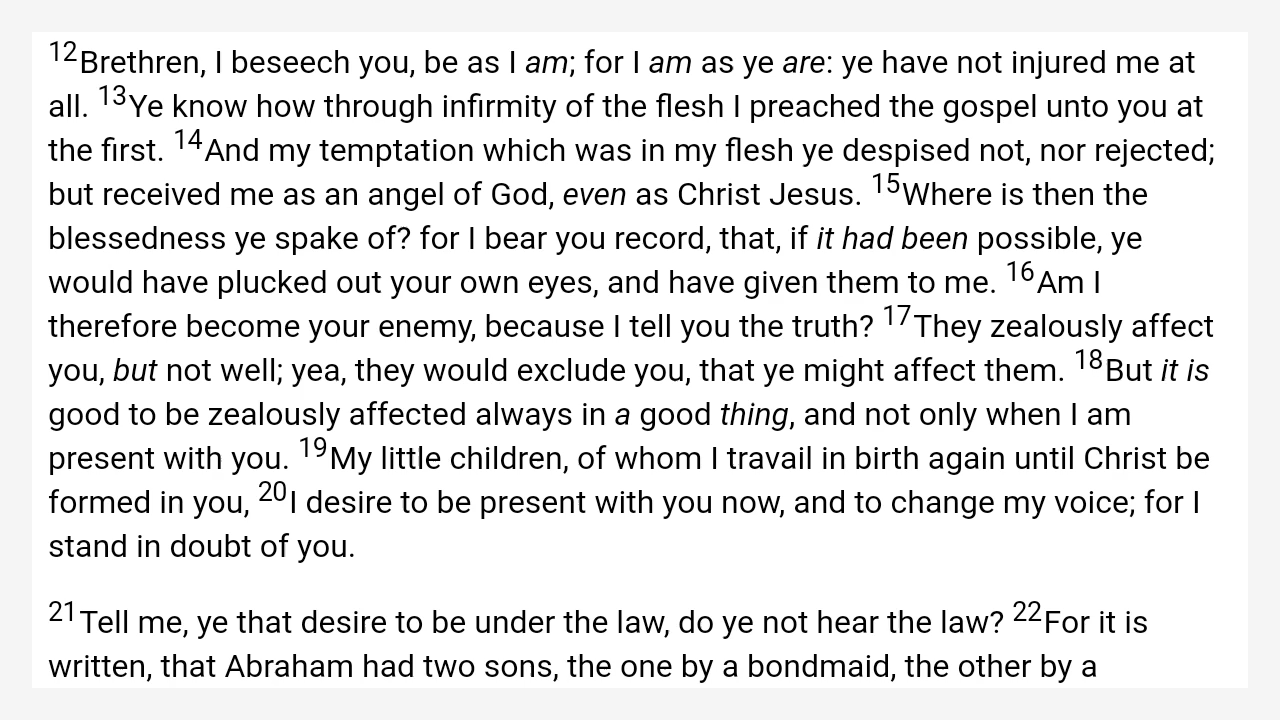 12Brethren, I beseech you, be as I am; for I am as ye are: ye have not injured me at
all. 13Ye know how through infirmity of the flesh I preached the gospel unto you at
the first. 14And my temptation which was in my flesh ye despised not, nor rejected;
but received me as an angel of God, even as Christ Jesus. 15Where is then the
blessedness ye spake of? for I bear you record, that, if it had been possible, ye
would have plucked out your own eyes, and have given them to me. 16Am I
therefore become your enemy, because I tell you the truth? 17They zealously affect
you, but not well; yea, they would exclude you, that ye might affect them. 18But it is
good to be zealously affected always in a good thing, and not only when I am
present with you. 19My little children, of whom I travail in birth again until Christ be
formed in you, 20I desire to be present with you now, and to change my voice; for I
stand in doubt of you.
21Tell me, ye that desire to be under the law, do ye not hear the law? 22For it is
written, that Abraham had two sons, the one by a bondmaid, the other by a